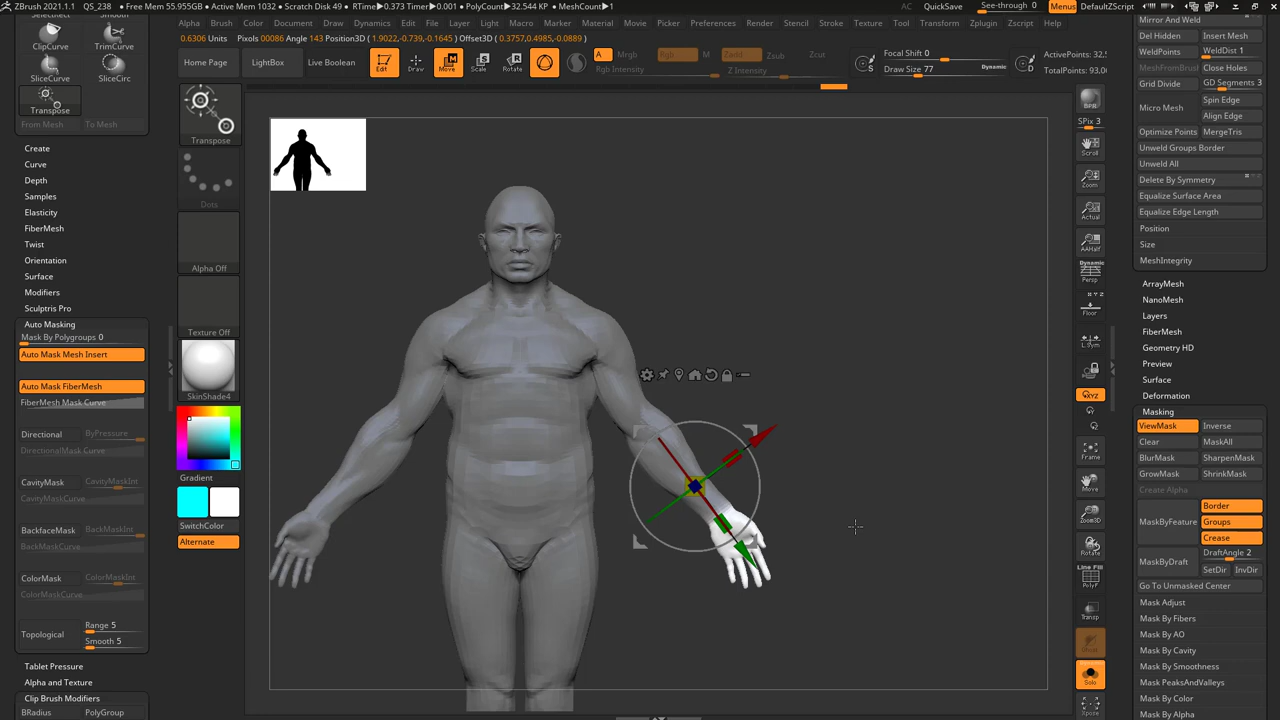 ZBrush 2021.1.1
QS_238
• Free Mem 55.955GB • Active Mem 1032 • Scratch Disk 49 • RTime▸0.373 Timer▸0.001 • PolyCount▸32.544 KP • MeshCount▸1
AC
QuickSave
See-through 0
Menus
DefaultZScript
Alpha Brush Color Document Draw Dynamics Edit File Layer Light Macro Marker Material Movie Picker Preferences Render Stencil Stroke Texture Tool Transform Zplugin Zscript Help
0.6306 Units Pixols 00086 Angle 143 Position3D ( 1.9022,-0.739,-0.1645) Offset3D ( 0.3757,0.4985,-0.0889)
Home Page
LightBox
Live Boolean
Edit
Draw
Move
Scale
Rotate
A
Mrgb
Rgb
M
Rgb Intensity
Zadd
Zsub
Zcut
Z Intensity
S
Focal Shift 0
Draw Size 77
Dynamic
D
ActivePoints: 32,5
TotalPoints: 93.06
ClipCurve
TrimCurve
SliceCurve
SliceCirc
Transpose
From Mesh
To Mesh
Create
Curve
Depth
Samples
Elasticity
FiberMesh
Twist
Orientation
Surface
Modifiers
Sculptris Pro
Auto Masking
Mask By Polygroups 0
Auto Mask Mesh Insert
Auto Mask FiberMesh
FiberMesh Mask Curve
Directional
ByPressure
DirectionalMask Curve
CavityMask
CavityMaskInt
CavityMaskCurve
BackfaceMask
BackMaskInt
BackMaskCurve
ColorMask
ColorMaskInt
ColorMaskCurve
Topological
Range 5
Smooth 5
Tablet Pressure
Alpha and Texture
Clip Brush Modifiers
BRadius
PolyGroup
Transpose
Dots
Alpha Off
Texture Off
SkinShade4
Gradient
SwitchColor
Alternate
BPR
SPix 3
Scroll
Zoom
Actual
AAHalf
Dynamic
Persp
Floor
L.Sym
XYZ
Frame
Move
Zoom3D
Rotate
Line Fill
PolyF
Transp
Ghost
Solo
Xpose
Mirror And Weld
Del Hidden
Insert Mesh
WeldPoints
WeldDist 1
MeshFromBrush
Close Holes
Grid Divide
GD Segments 3
Micro Mesh
Spin Edge
Align Edge
Optimize Points
MergeTris
Unweld Groups Border
Unweld All
Delete By Symmetry
Equalize Surface Area
Equalize Edge Length
Position
Size
MeshIntegrity
ArrayMesh
NanoMesh
Layers
FiberMesh
Geometry HD
Preview
Surface
Deformation
Masking
ViewMask
Inverse
Clear
MaskAll
BlurMask
SharpenMask
GrowMask
ShrinkMask
Create Alpha
MaskByFeature
Border
Groups
Crease
MaskByDraft
DraftAngle 2
SetDir
InvDir
Go To Unmasked Center
Mask Adjust
Mask By Fibers
Mask By AO
Mask By Cavity
Mask By Smoothness
Mask PeaksAndValleys
Mask By Color
Mask By Alpha